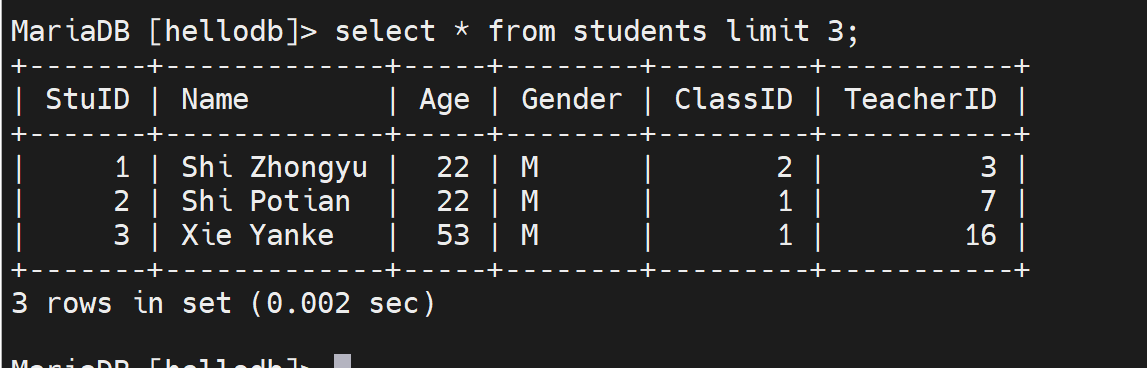 MariaDB [hellodb]> select * from students limit 3;
+-------+-------------+-----+--------+---------+-----------+
| StuID | Name        | Age | Gender | ClassID | TeacherID |
+-------+-------------+-----+--------+---------+-----------+
|     1 | Shi Zhongyu |  22 | M      |       2 |         3 |
|     2 | Shi Potian  |  22 | M      |       1 |         7 |
|     3 | Xie Yanke   |  53 | M      |       1 |        16 |
+-------+-------------+-----+--------+---------+-----------+
3 rows in set (0.002 sec)
MariaDB [hellodb]>